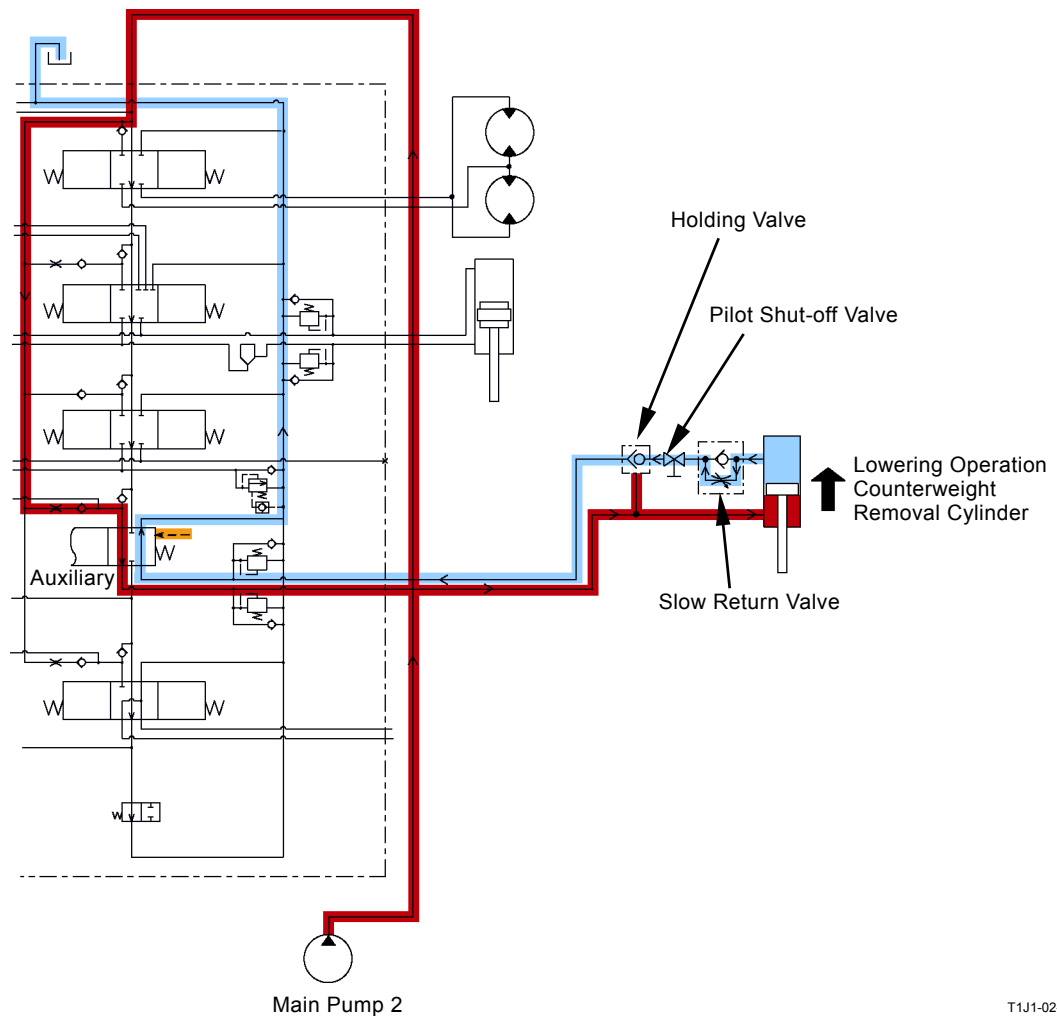 Holding Valve
Pilot Shut-off Valve
Lowering Operation
Counterweight
Removal Cylinder
Auxiliary
Slow Return Valve
Main Pump 2
T1J1-02